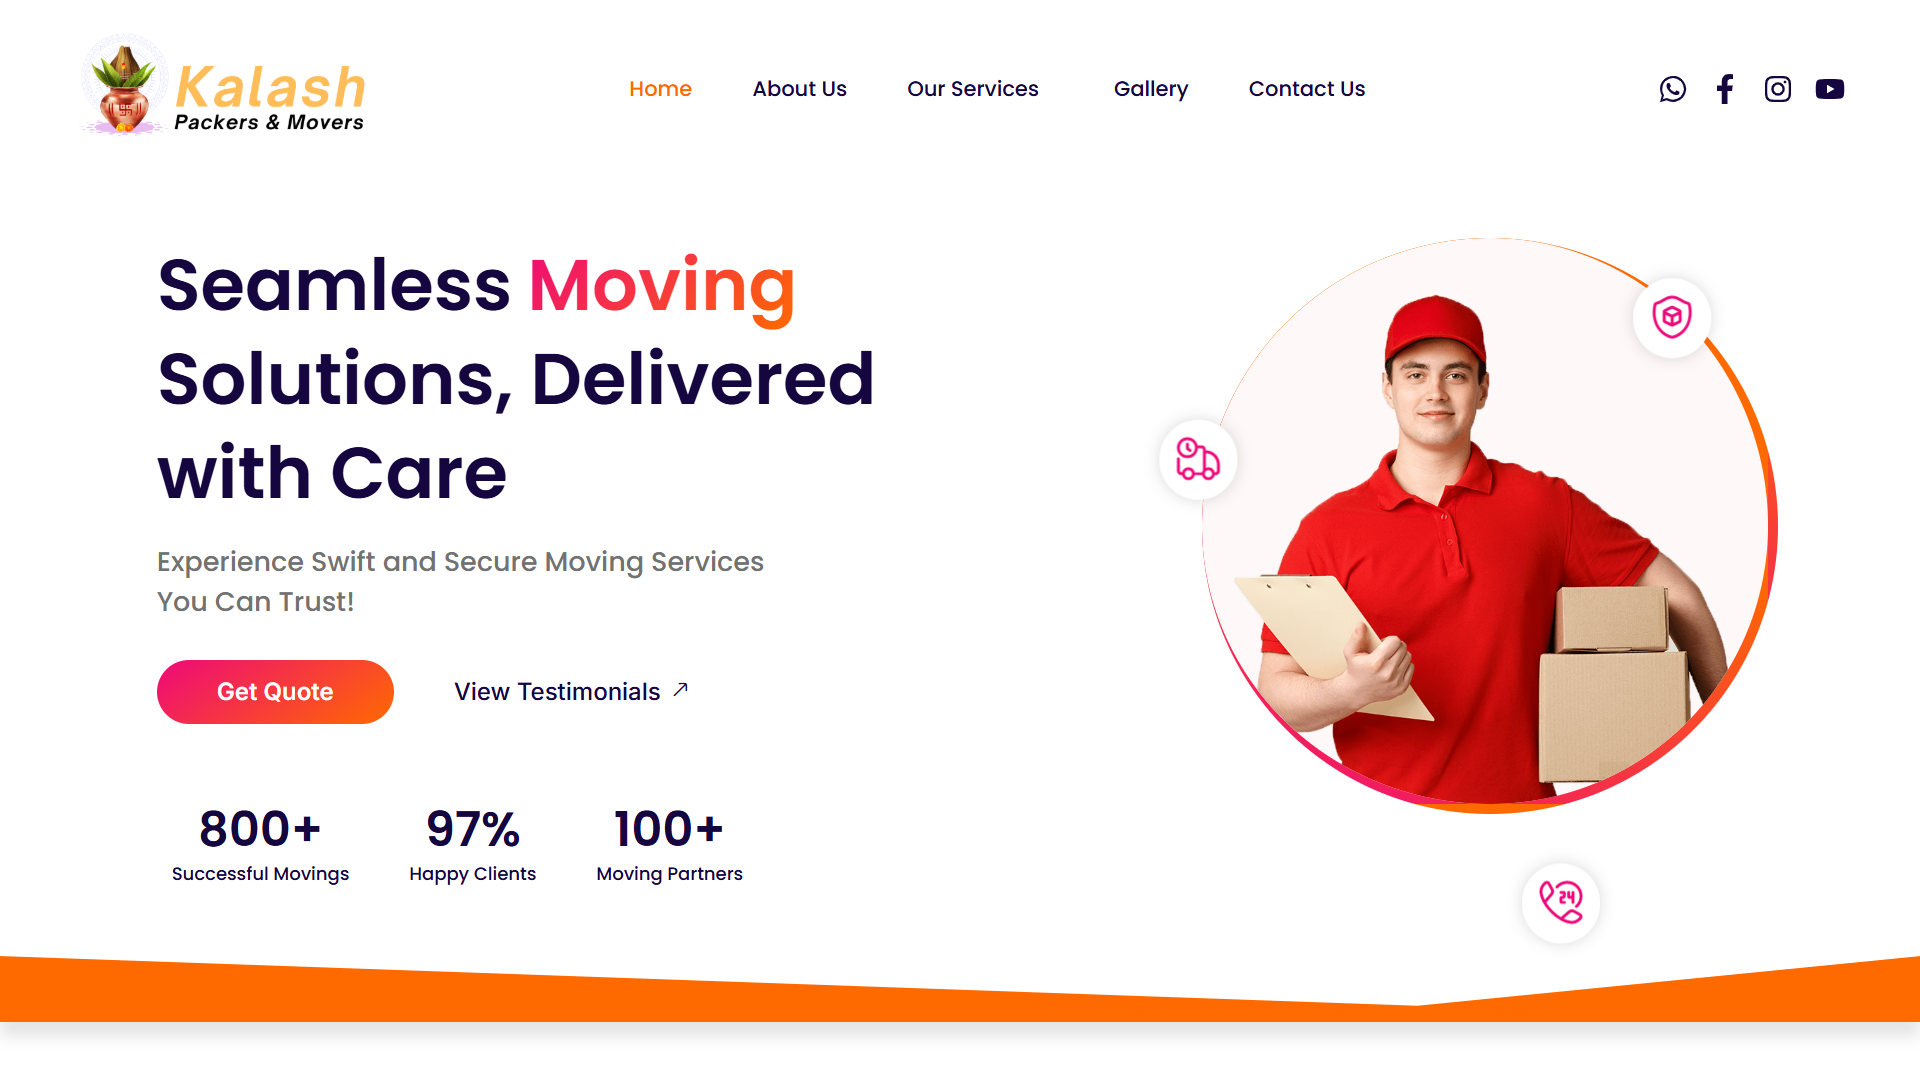 Kalash
Packers & Movers
Home
About Us
Our Services
Gallery
Contact Us
Seamless Moving
Solutions, Delivered
with Care
Experience Swift and Secure Moving Services
You Can Trust!
Get Quote
View Testimonials
800+
Successful Movings
97%
Happy Clients
100+
Moving Partners
24